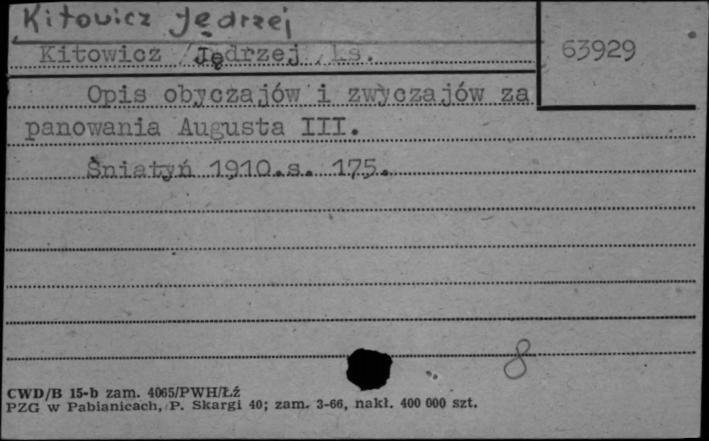 Kitowicz Jędrzej
63929
Kitowicz /Jędrzej/ks.
Opis obyczajów i zwyczajów za
panowania Augusta III.
Śniatyń 1910.s. 175.
8
CWD/B 15-b zam. 4065/PWH/Łź
PZG w Pabianicach, P. Skargi 40; zam. 3-66, nakł. 400 000 szt.